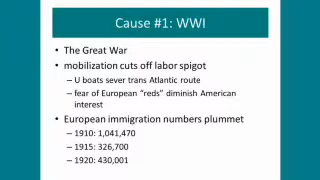 Cause #1: WWI
• The Great War
• mobilization cuts off labor spigot
– U boats sever trans Atlantic route
– fear of European “reds” diminish American
interest
• European immigration numbers plummet
– 1910: 1,041,470
– 1915: 326,700
– 1920: 430,001